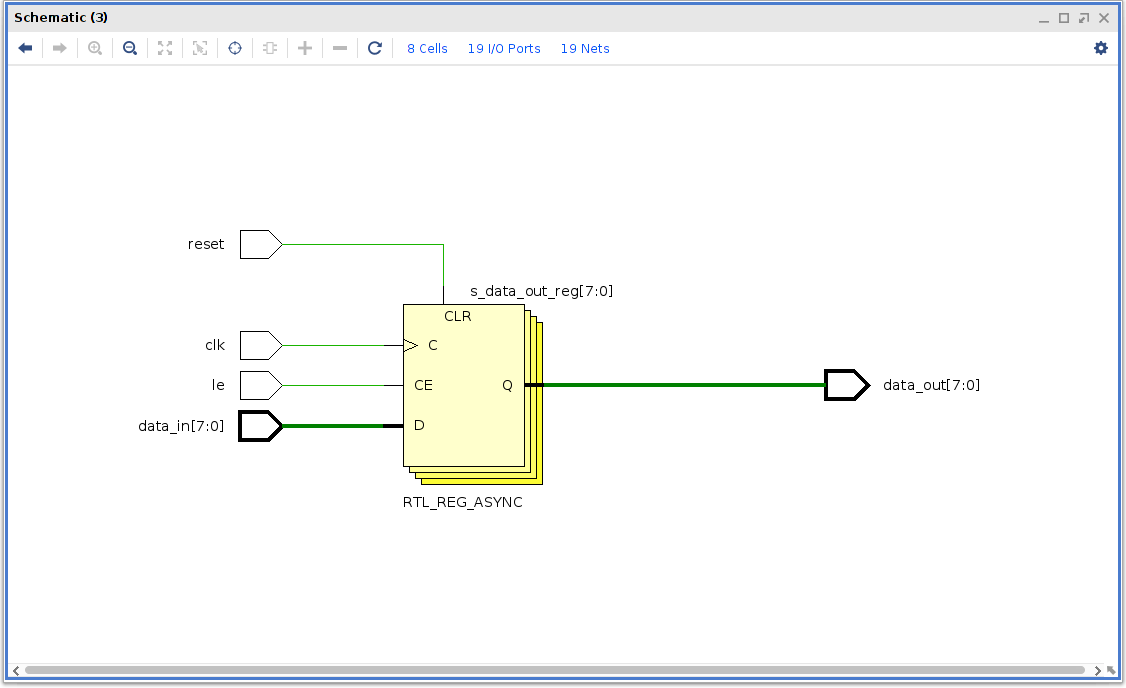 Schematic (3)
8 Cells 19 I/O Ports 19 Nets
reset
s_data_out_reg[7:0]
CLR
clk
C
le
CE
Q
data_out[7:0]
data_in[7:0]
D
RTL_REG_ASYNC